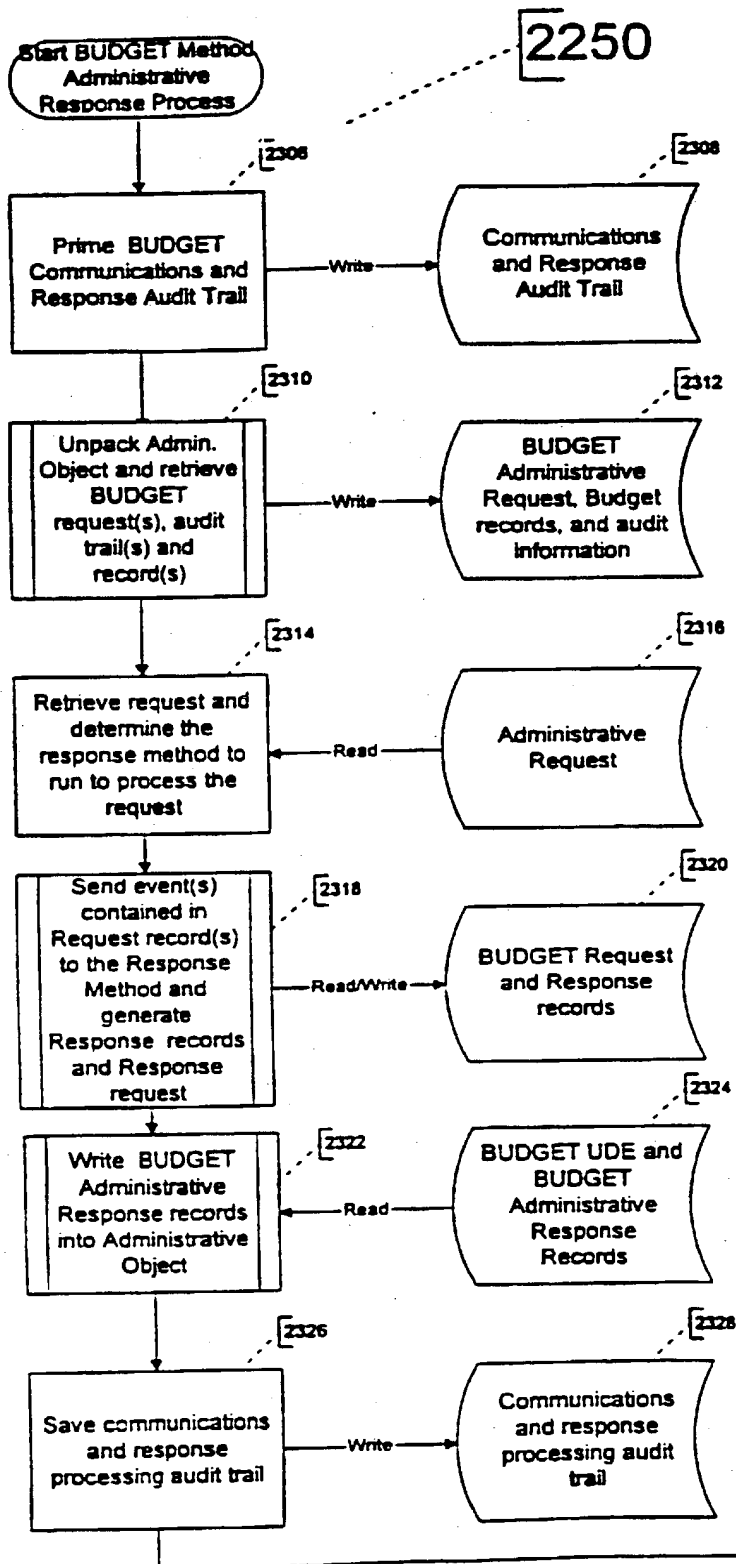 Start BUDGET Method
Administrative
Response Process
2250
2306
Prime BUDGET
Communications and
Response Audit Trail
Write
2308
Communications
and Response
Audit Trail
2310
Unpack Admin.
Object and retrieve
BUDGET
request(s), audit
trail(s) and
record(s)
Write
2312
BUDGET
Administrative
Request, Budget
records, and audit
information
2314
Retrieve request and
determine the
response method to
run to process the
request
Read
2316
Administrative
Request
2318
Send event(s)
contained in
Request record(s)
to the Response
Method and
generate
Response records
and Response
request
Read/Write
2320
BUDGET Request
and Response
records
2322
Write BUDGET
Administrative
Response records
into Administrative
Object
Read
2324
BUDGET UDE and
BUDGET
Administrative
Response
Records
2326
Save communications
and response
processing audit trail
Write
2328
Communications
and response
processing audit
trail